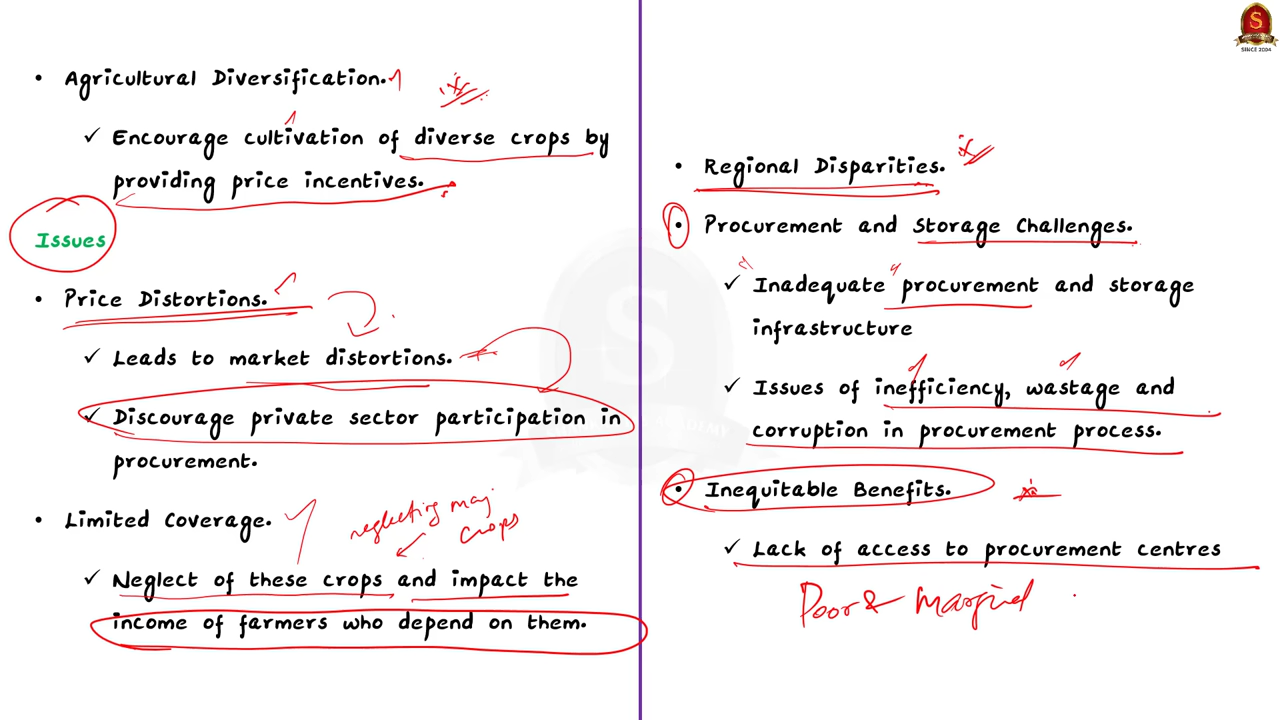 • Agricultural Diversification.
✓ Encourage cultivation of diverse crops by
providing price incentives.
Issues
• Price Distortions.
✓ Leads to market distortions.
✓ Discourage private sector participation in
procurement.
• Limited Coverage.
neglecting maj
crops
✓ Neglect of these crops and impact the
income of farmers who depend on them.
• Regional Disparities.
• Procurement and Storage Challenges.
✓ Inadequate procurement and storage
infrastructure
✓ Issues of inefficiency, wastage and
corruption in procurement process.
• Inequitable Benefits.
✓ Lack of access to procurement centres
Poor & marginal
S
SINCE 2004